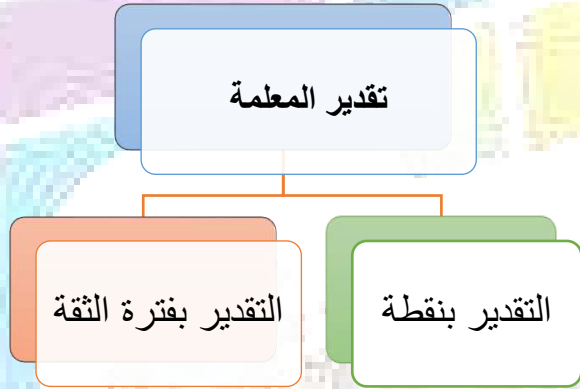 تقدير المعلمة
التقدير بنقطة
التقدير بفترة الثقة